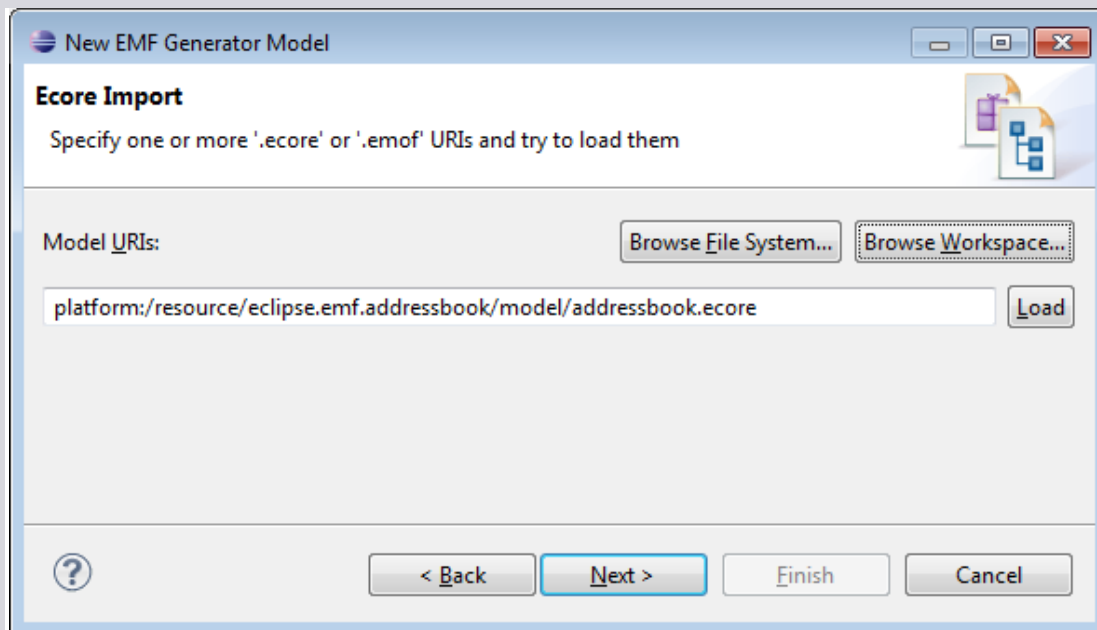 New EMF Generator Model
Ecore Import
Specify one or more '.ecore' or '.emof' URIs and try to load them
Model URIs:
Browse File System...
Browse Workspace...
platform:/resource/eclipse.emf.addressbook/model/addressbook.ecore
Load
?
< Back
Next >
Finish
Cancel